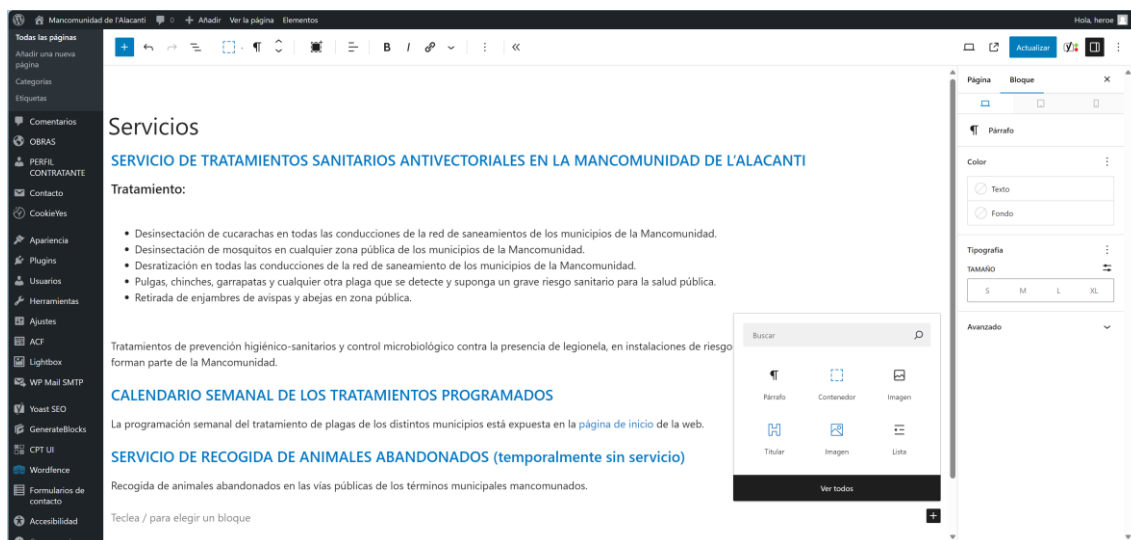 Mancomunidad de l'Alacanti 0 Añadir Ver la página Elementos Hola, heroe
Todas las páginas
Añadir una nueva
página
Categorías
Etiquetas
Comentarios
OBRAS
PERFIL
CONTRATANTE
Contacto
CookieYes
Apariencia
Plugins
Usuarios
Herramientas
Ajustes
ACF
Lightbox
WP Mail SMTP
Yoast SEO
GenerateBlocks
CPT UI
Wordfence
Formularios de
contacto
Accesibilidad
B I
Actualizar
Servicios
SERVICIO DE TRATAMIENTOS SANITARIOS ANTIVECTORIALES EN LA MANCOMUNIDAD DE L'ALACANTI
Tratamiento:
• Desinsectación de cucarachas en todas las conducciones de la red de saneamientos de los municipios de la Mancomunidad.
• Desinsectación de mosquitos en cualquier zona pública de los municipios de la Mancomunidad.
• Desratización en todas las conducciones de la red de saneamiento de los municipios de la Mancomunidad.
• Pulgas, chinches, garrapatas y cualquier otra plaga que se detecte y suponga un grave riesgo sanitario para la salud pública.
• Retirada de enjambres de avispas y abejas en zona pública.
Tratamientos de prevención higiénico-sanitarios y control microbiológico contra la presencia de legionela, en instalaciones de riesgo
forman parte de la Mancomunidad.
CALENDARIO SEMANAL DE LOS TRATAMIENTOS PROGRAMADOS
La programación semanal del tratamiento de plagas de los distintos municipios está expuesta en la página de inicio de la web.
SERVICIO DE RECOGIDA DE ANIMALES ABANDONADOS (temporalmente sin servicio)
Recogida de animales abandonados en las vías públicas de los términos municipales mancomunados.
Teclea / para elegir un bloque
Buscar
Párrafo Contenedor Imagen
Titular Imagen Lista
Ver todos
Página Bloque
Párrafo
Color
Texto
Fondo
Tipografía
TAMAÑO
S M L XL
Avanzado